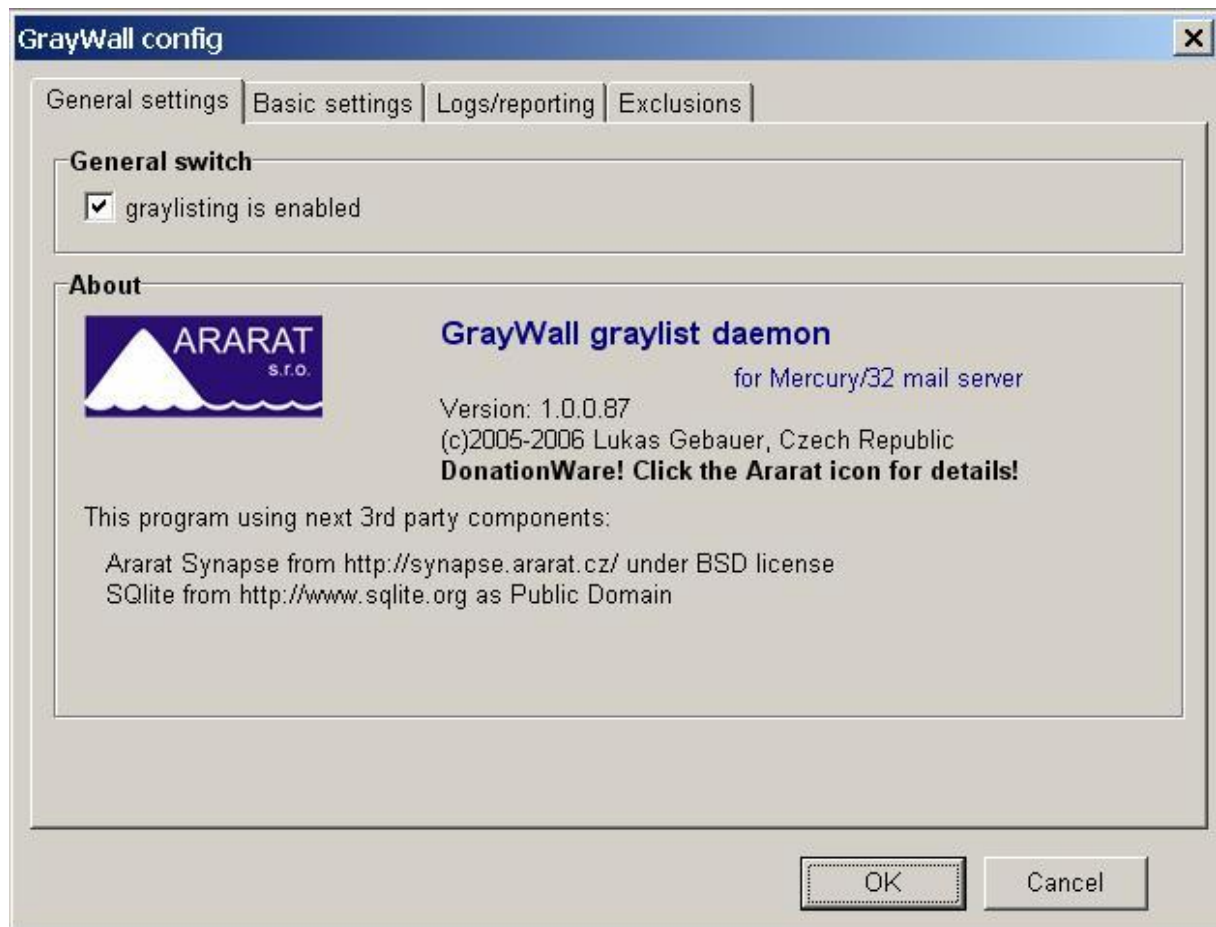 GrayWall config
General settings
Basic settings
Logs/reporting
Exclusions
General switch
graylisting is enabled
About
ARARAT
s.r.o.
GrayWall graylist daemon
for Mercury/32 mail server
Version: 1.0.0.87
(c)2005-2006 Lukas Gebauer, Czech Republic
DonationWare! Click the Ararat icon for details!
This program using next 3rd party components:
Ararat Synapse from http://synapse.ararat.cz/ under BSD license
SQlite from http://www.sqlite.org as Public Domain
OK
Cancel